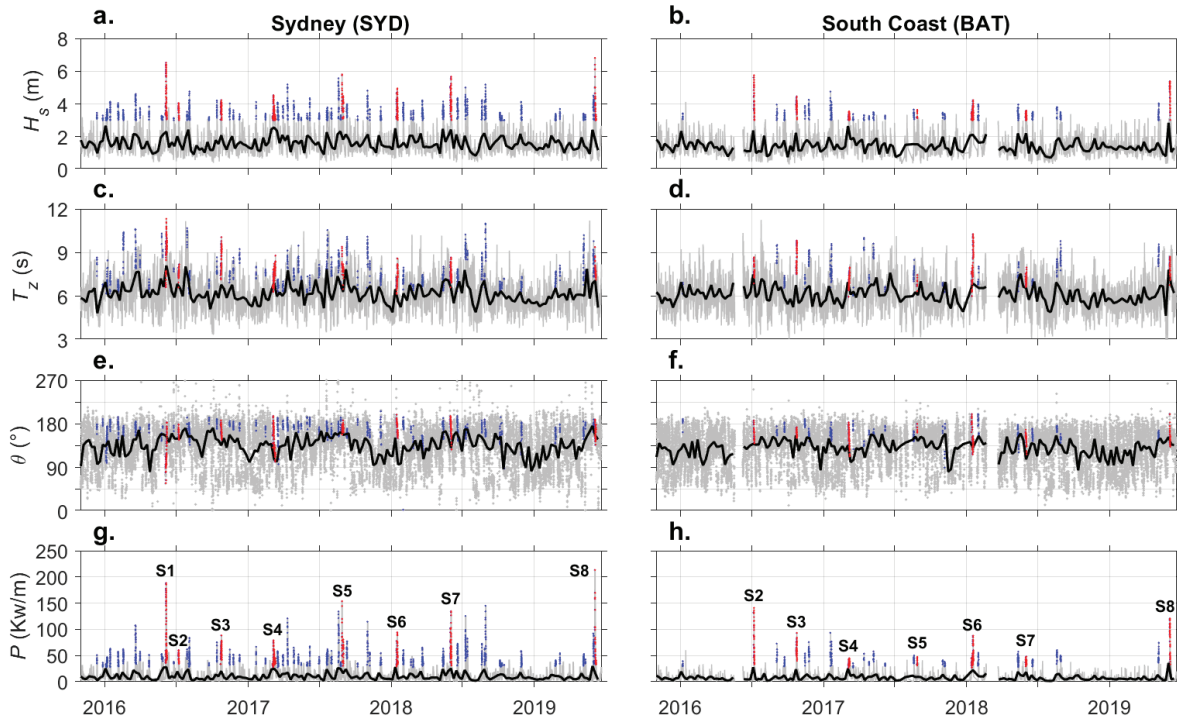 a.
Sydney (SYD)
b.
South Coast (BAT)
8
6
4
2
0
Hs (m)
c.
d.
12
9
6
3
Tz (s)
e.
f.
270
180
90
0
θ (°)
g.
h.
250
200
150
100
50
0
P (Kw/m)
S1
S2
S3
S4
S5
S6
S7
S8
S2
S3
S4
S5
S6
S7
S8
2016
2017
2018
2019
2016
2017
2018
2019